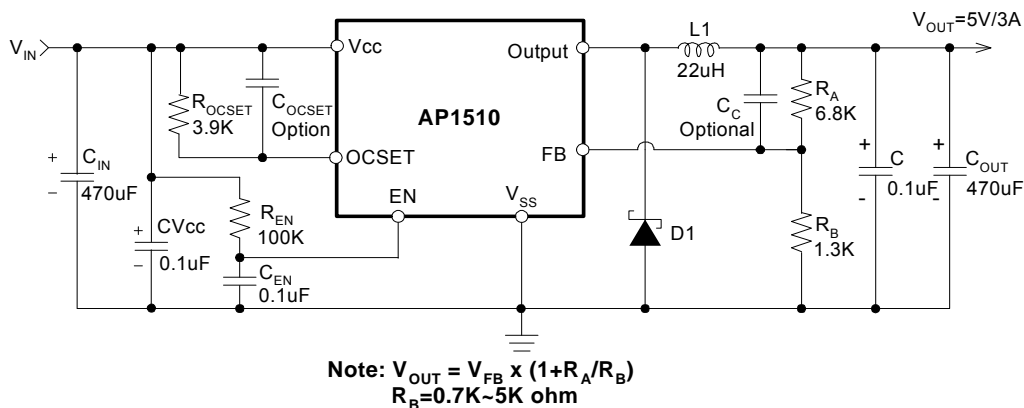 V_OUT=5V/3A
V_IN
Vcc
Output
L1
22uH
R_OCSET
3.9K
C_OCSET
Option
AP1510
C_C
Optional
R_A
6.8K
OCSET
FB
+
C_IN
470uF
−
EN
V_SS
+
C
0.1uF
-
+
C_OUT
470uF
-
R_EN
100K
+
CVcc
0.1uF
−
C_EN
0.1uF
D1
R_B
1.3K
Note: V_OUT = V_FB x (1+R_A/R_B)
R_B=0.7K~5K ohm